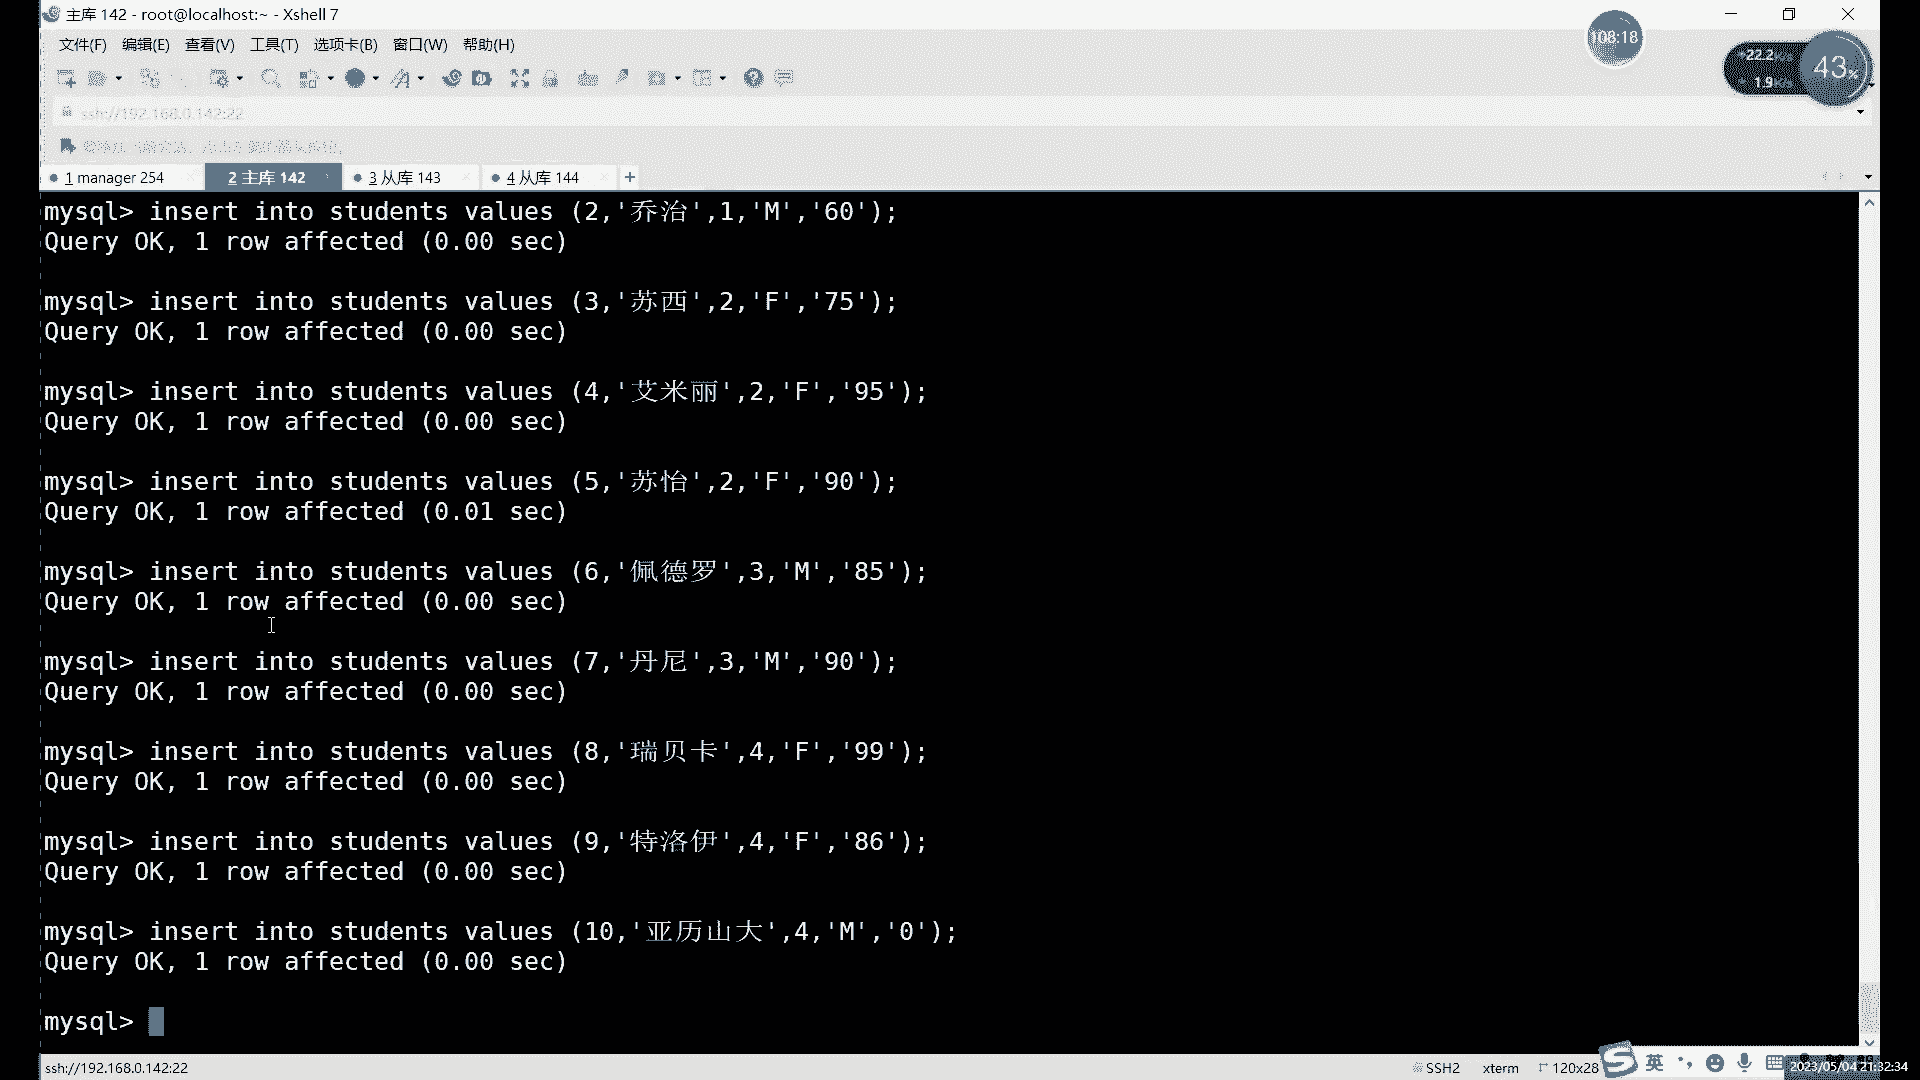 主库 142 - root@localhost:~ - Xshell 7
文件(F) 编辑(E) 查看(V) 工具(T) 选项卡(B) 窗口(W) 帮助(H)
108:18
22.2
43%
1.9
ssh://192.168.0.142:22
1 manager 254
2 主库 142
3 从库 143
4 从库 144
mysql> insert into students values (2,'乔治',1,'M','60');
Query OK, 1 row affected (0.00 sec)
mysql> insert into students values (3,'苏西',2,'F','75');
Query OK, 1 row affected (0.00 sec)
mysql> insert into students values (4,'艾米丽',2,'F','95');
Query OK, 1 row affected (0.00 sec)
mysql> insert into students values (5,'苏怡',2,'F','90');
Query OK, 1 row affected (0.01 sec)
mysql> insert into students values (6,'佩德罗',3,'M','85');
Query OK, 1 row affected (0.00 sec)
mysql> insert into students values (7,'丹尼',3,'M','90');
Query OK, 1 row affected (0.00 sec)
mysql> insert into students values (8,'瑞贝卡',4,'F','99');
Query OK, 1 row affected (0.00 sec)
mysql> insert into students values (9,'特洛伊',4,'F','86');
Query OK, 1 row affected (0.00 sec)
mysql> insert into students values (10,'亚历山大',4,'M','0');
Query OK, 1 row affected (0.00 sec)
mysql>
ssh://192.168.0.142:22
SSH2
xterm
120x28
英
2023/05/04 21:32:34